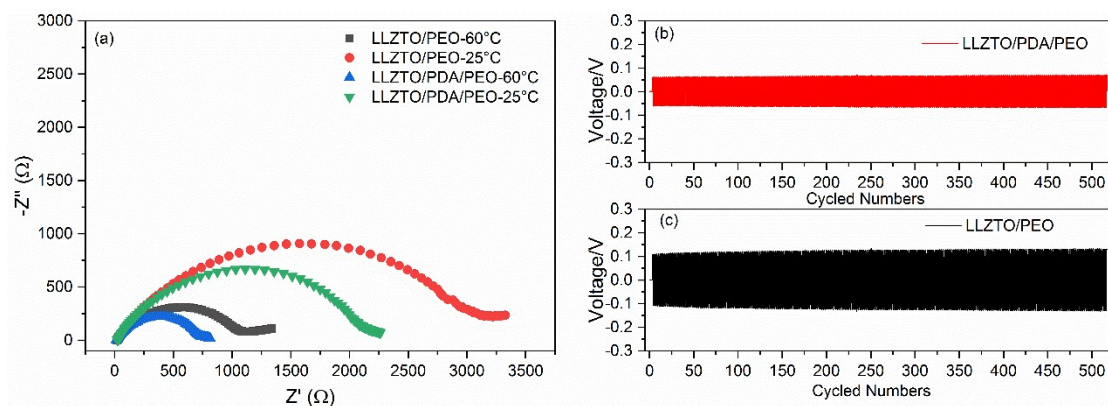 (a)
LLZTO/PEO-60°C
LLZTO/PEO-25°C
LLZTO/PDA/PEO-60°C
LLZTO/PDA/PEO-25°C
3000
2500
2000
1500
1000
500
0
-Z'' (Ω)
0 500 1000 1500 2000 2500 3000 3500
Z' (Ω)
(b)
LLZTO/PDA/PEO
0.3
0.2
0.1
0.0
-0.1
-0.2
-0.3
Voltage/V
0 50 100 150 200 250 300 350 400 450 500
Cycled Numbers
(c)
LLZTO/PEO
0.3
0.2
0.1
0.0
-0.1
-0.2
-0.3
Voltage/V
0 50 100 150 200 250 300 350 400 450 500
Cycled Numbers